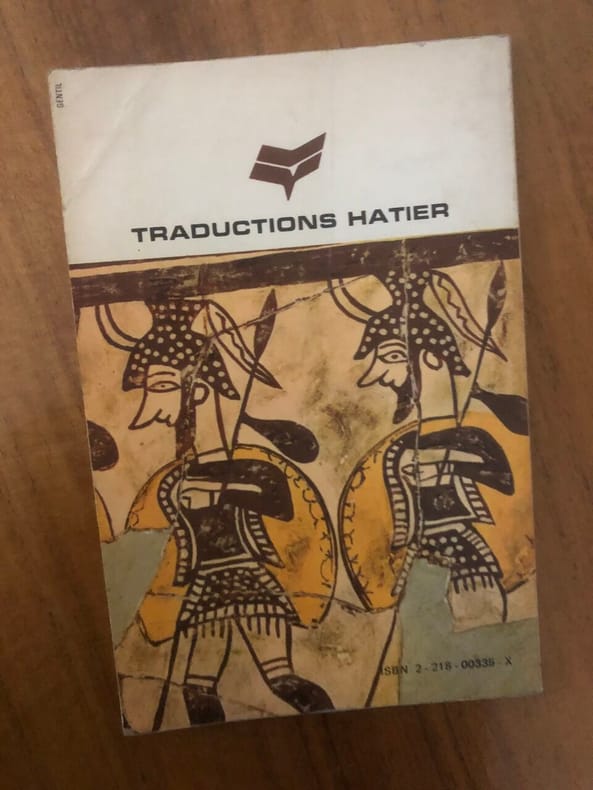 GENTIL
TRADUCTIONS HATIER
ISBN 2-218-00335-X